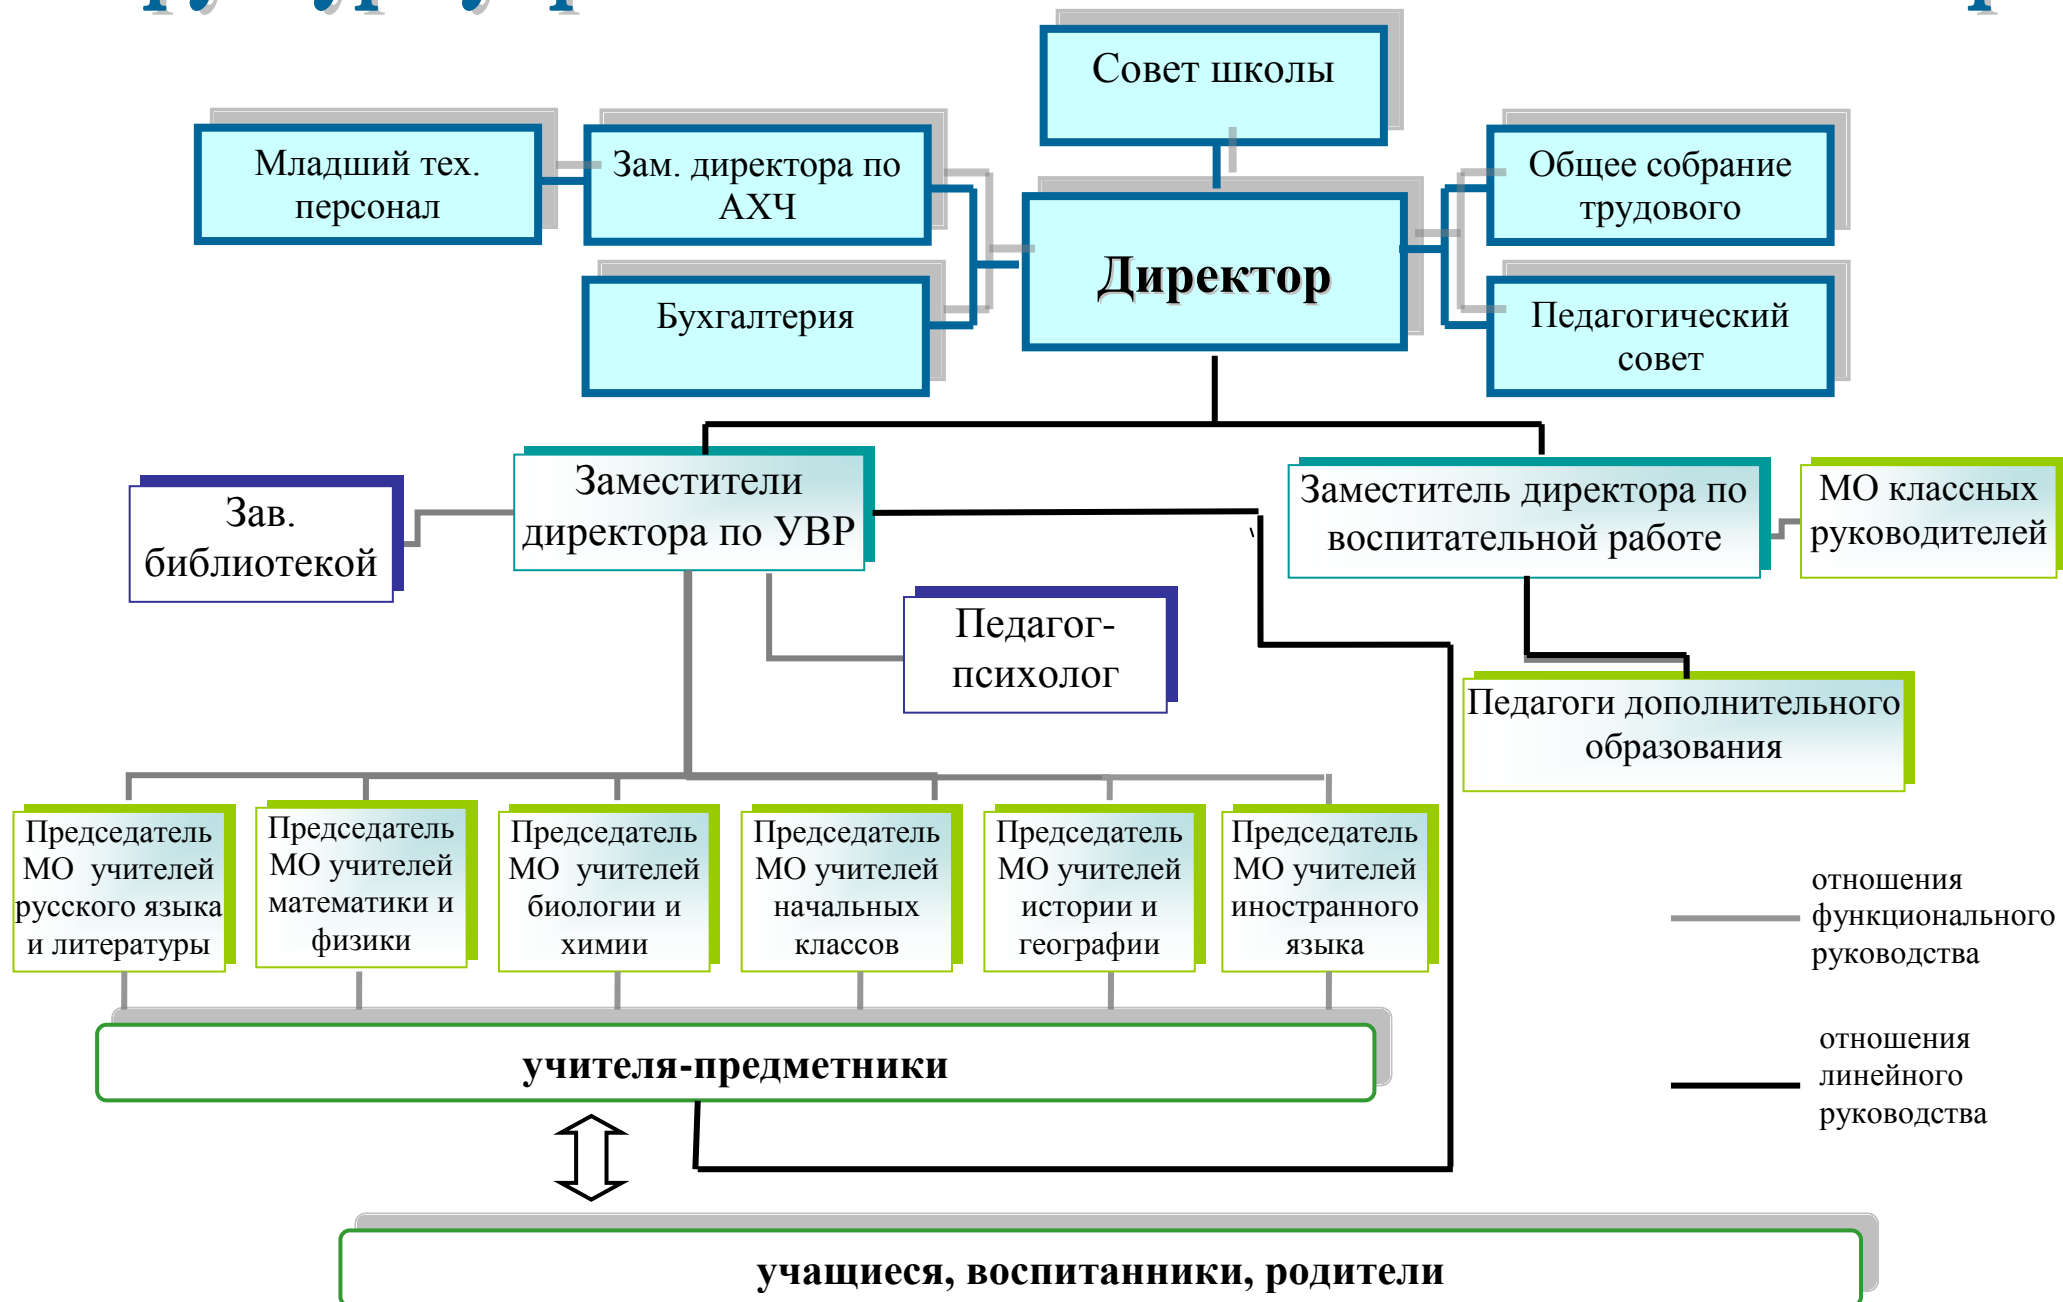 Совет школы
Младший тех.
персонал
Зам. директора по
АХЧ
Общее собрание
трудового
Директор
Бухгалтерия
Педагогический
совет
Зав.
библиотекой
Заместители
директора по УВР
Заместитель директора по
воспитательной работе
МО классных
руководителей
Педагог-
психолог
Педагоги дополнительного
образования
Председатель
МО учителей
русского языка
и литературы
Председатель
МО учителей
математики и
физики
Председатель
МО учителей
биологии и
химии
Председатель
МО учителей
начальных
классов
Председатель
МО учителей
истории и
географии
Председатель
МО учителей
иностранного
языка
отношения
функционального
руководства
учителя-предметники
отношения
линейного
руководства
учащиеся, воспитанники, родители